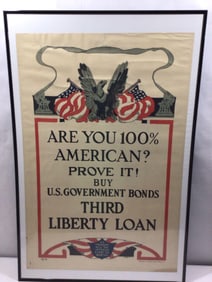 ARE YOU 100%
AMERICAN?
PROVE IT!
BUY
U.S. GOVERNMENT BONDS
THIRD
LIBERTY LOAN